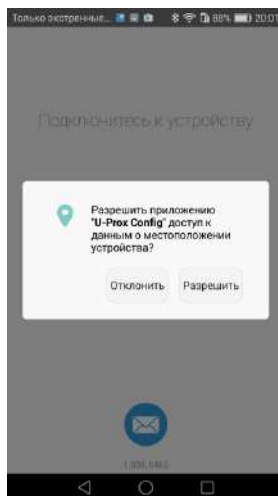 Только экстренные... 88% 20:01
Подключитесь к устройству
Разрешить приложению
"U-Prox Config" доступ к
данным о местоположении
устройства?
Отклонить Разрешить